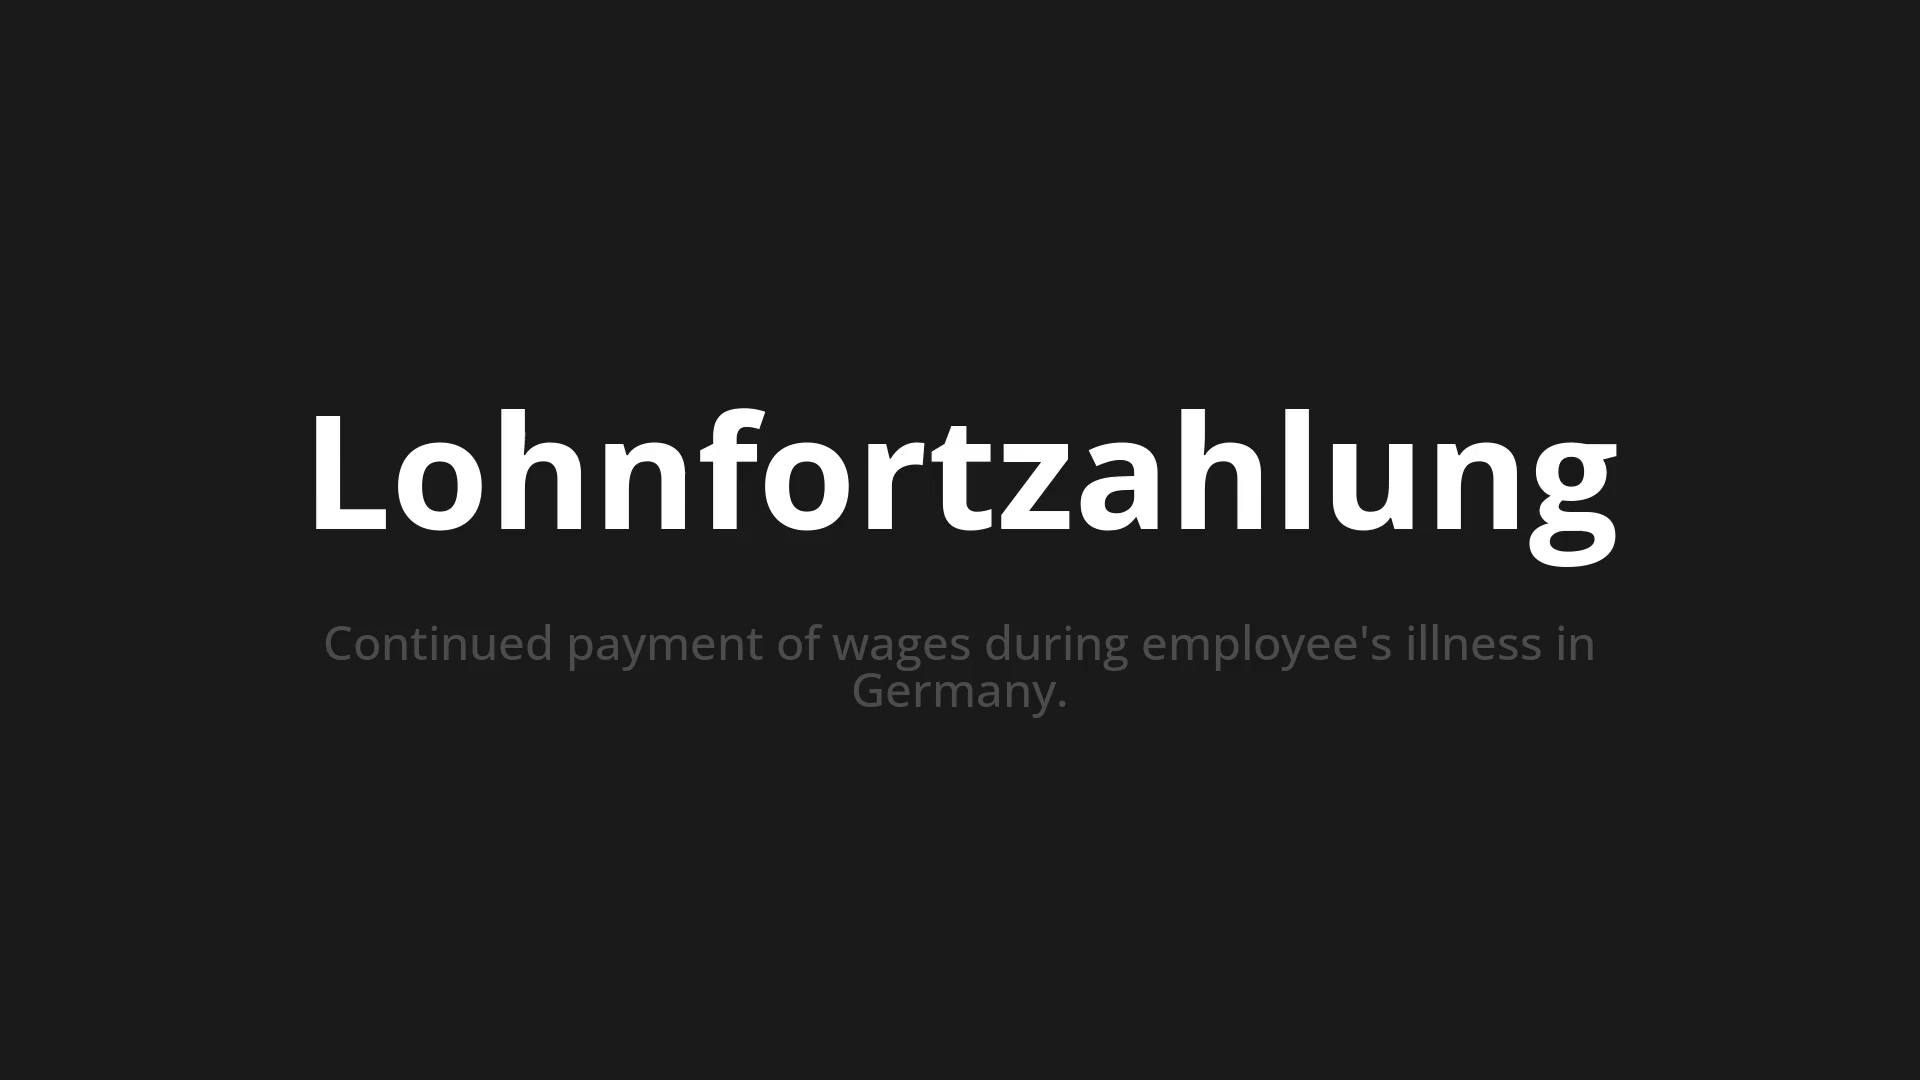 Lohnfortzahlung
Continued payment of wages during employee's illness in
Germany.